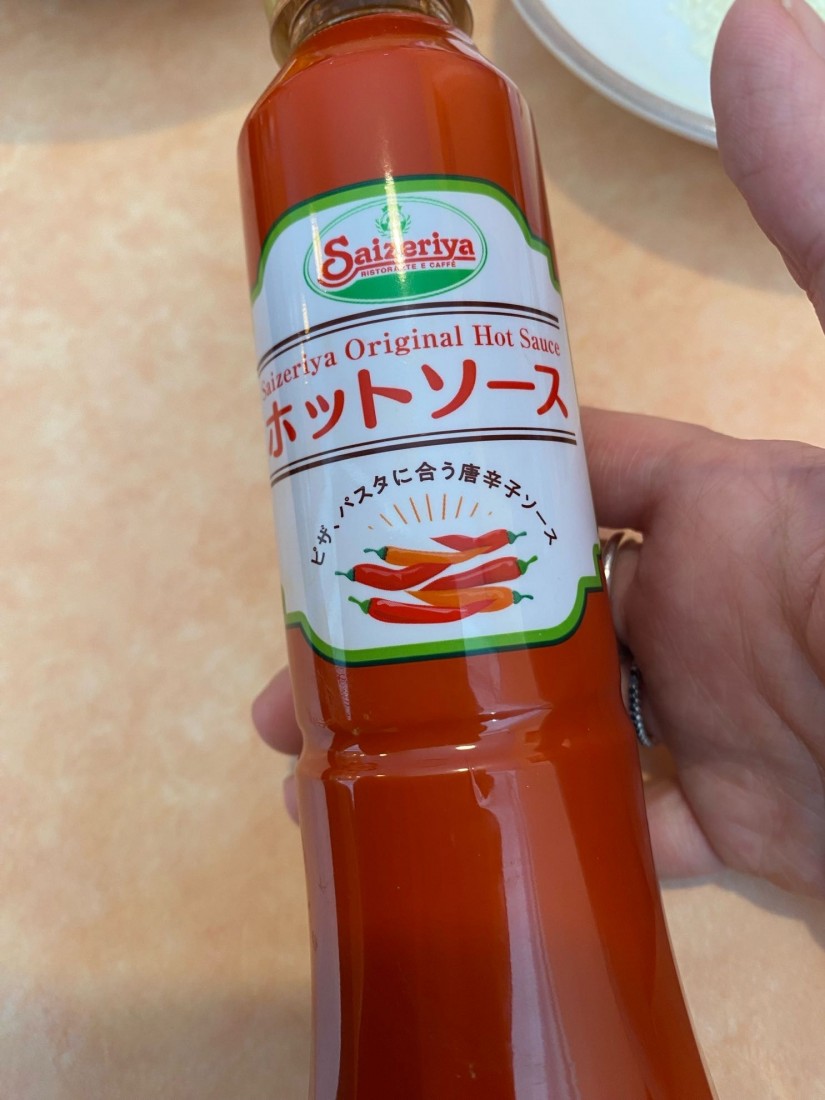 Saizeriya
RISTORANTE E CAFFÉ
Saizeriya Original Hot Sauce
ホットソース
ピザ、パスタに合う唐辛子ソース